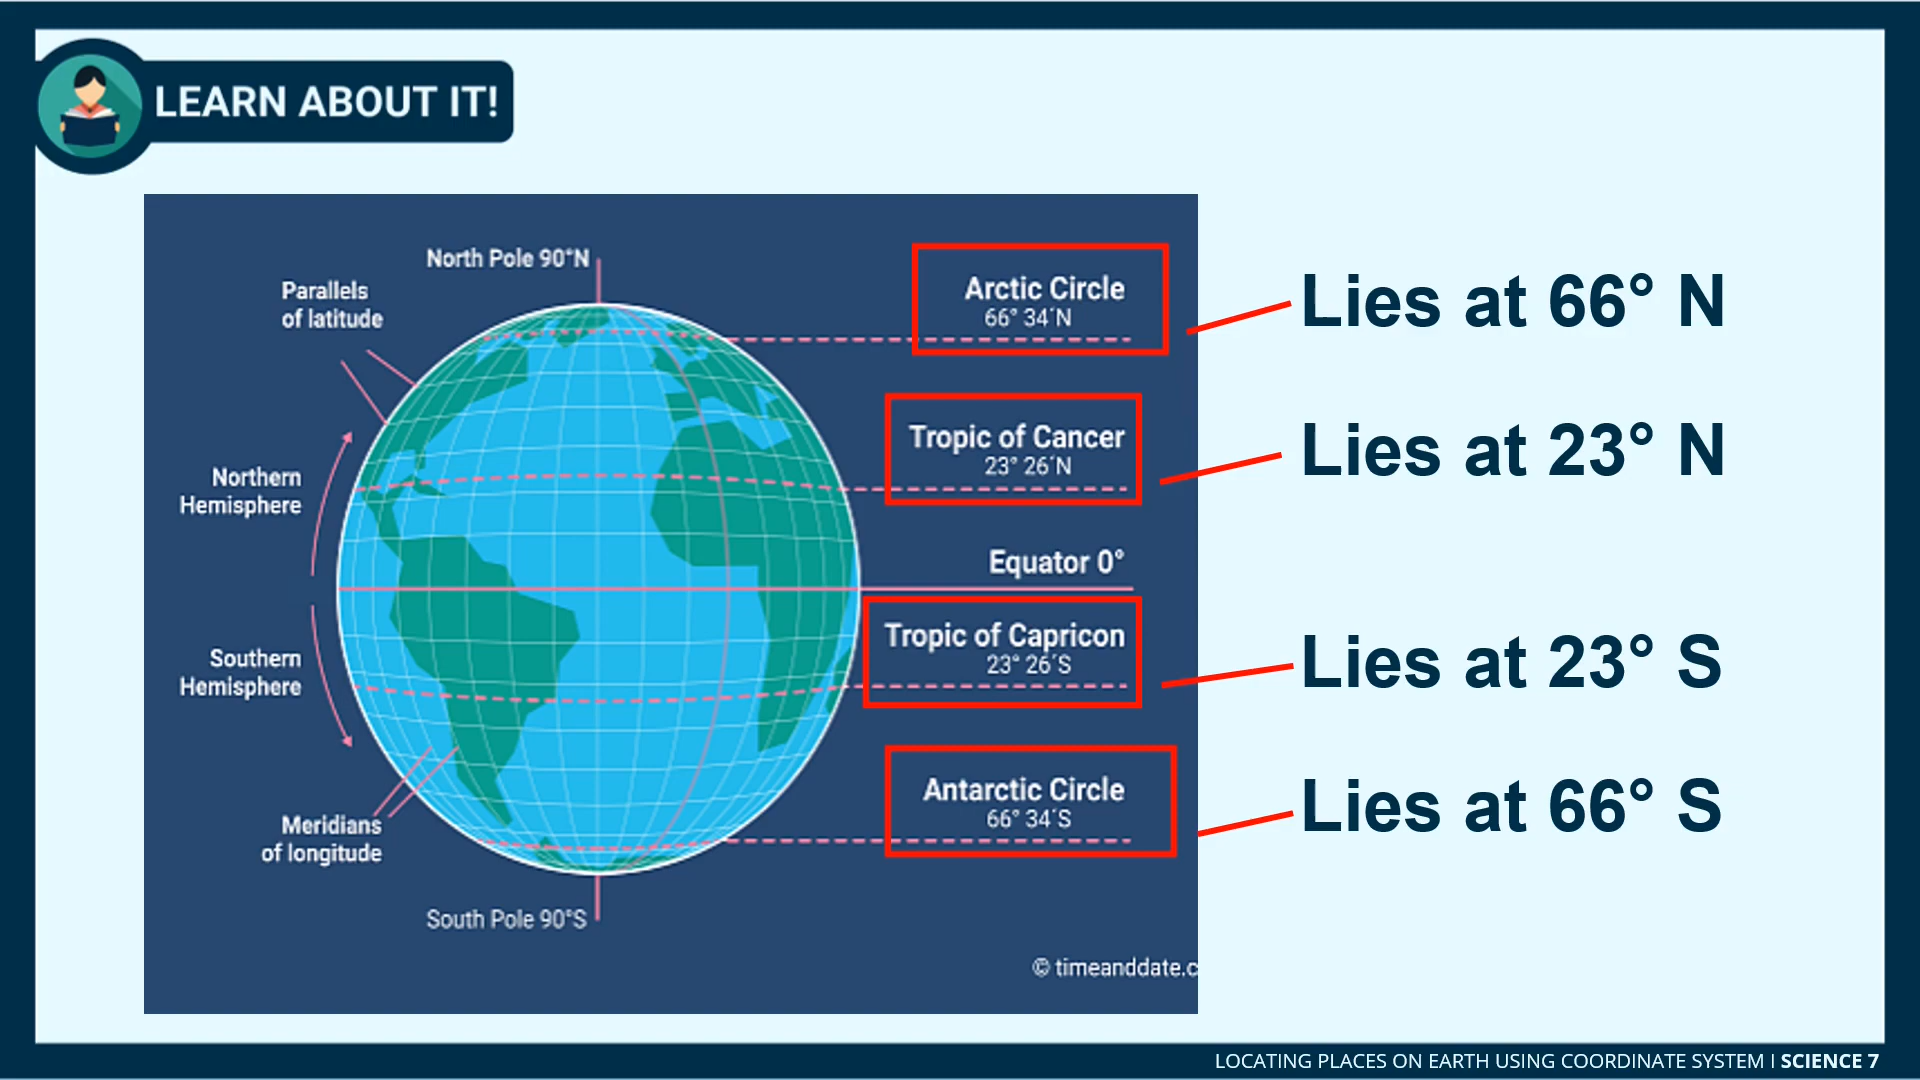 LEARN ABOUT IT!
North Pole 90°N
Parallels
of latitude
Northern
Hemisphere
Southern
Hemisphere
Meridians
of longitude
South Pole 90°S
Arctic Circle
66° 34´N
Lies at 66° N
Tropic of Cancer
23° 26´N
Lies at 23° N
Equator 0°
Tropic of Capricon
23° 26´S
Lies at 23° S
Antarctic Circle
66° 34´S
Lies at 66° S
© timeanddate.c
LOCATING PLACES ON EARTH USING COORDINATE SYSTEM I SCIENCE 7